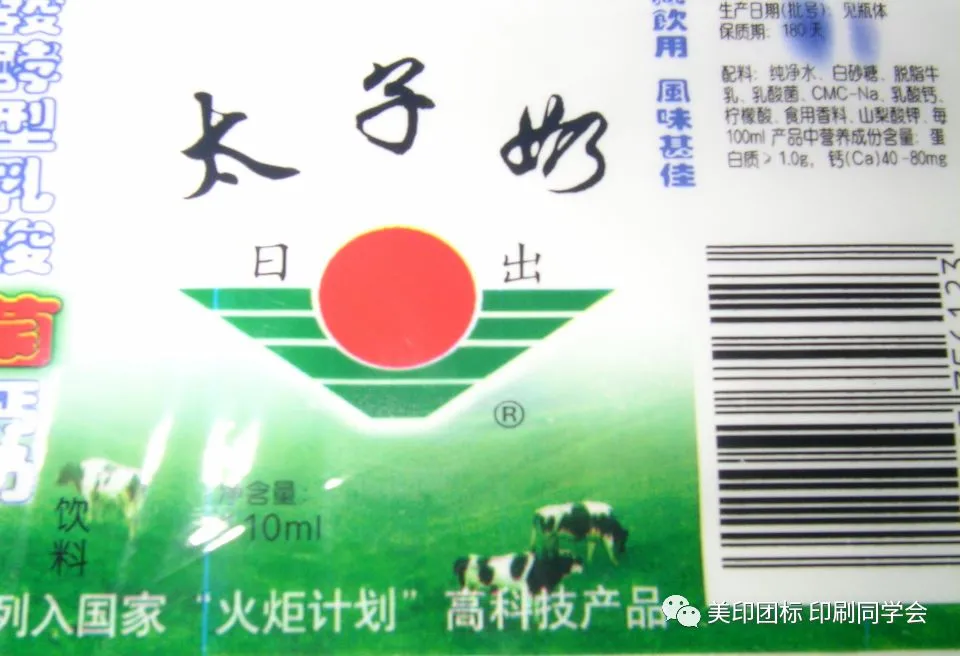 酵型乳酸菌
饮料
太子奶
日 出
®
净含量:
10ml
列入国家“火炬计划”高科技产品
飲用 風味甚佳
生产日期(批号): 见瓶体
保质期: 180天
配料: 纯净水、白砂糖、脱脂牛
乳、乳酸菌、CMC-Na、乳酸钙、
柠檬酸、食用香料、山梨酸钾、每
100ml 产品中营养成份含量: 蛋
白质>1.0g, 钙(Ca)40-80mg
6123
美印团标 印刷同学会